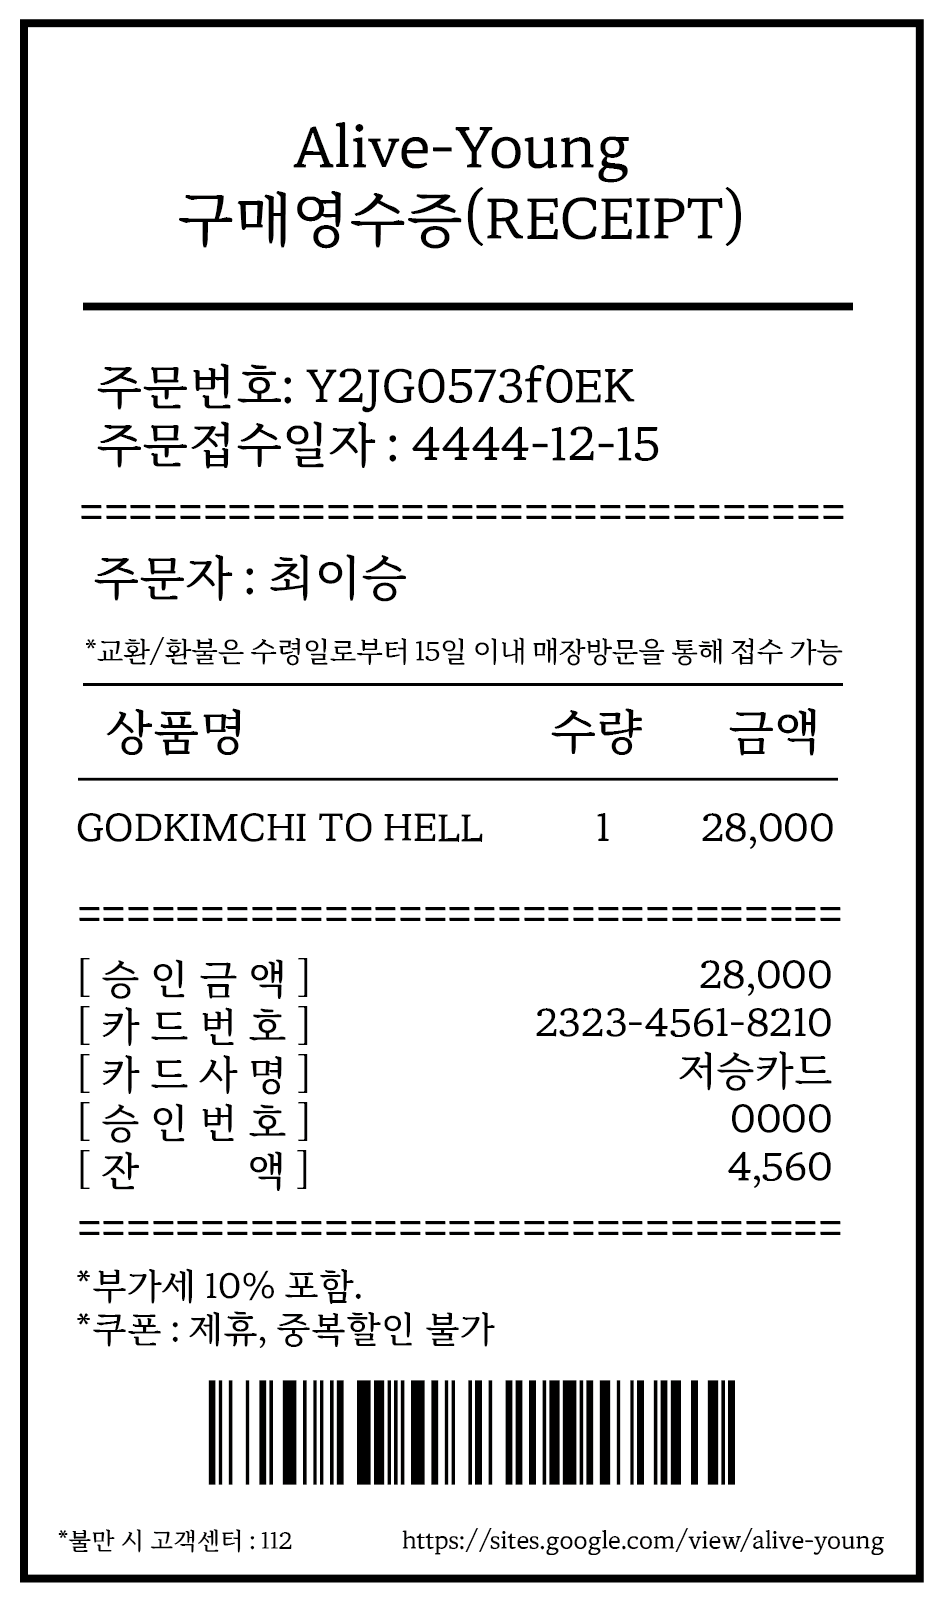 Alive-Young
구매영수증(RECEIPT)
주문번호: Y2JG0573f0EK
주문접수일자 : 4444-12-15
===============================
주문자 : 최이승
*교환/환불은 수령일로부터 15일 이내 매장방문을 통해 접수 가능
상품명 수량 금액
GODKIMCHI TO HELL 1 28,000
===============================
[ 승 인 금 액 ] 28,000
[ 카 드 번 호 ] 2323-4561-8210
[ 카 드 사 명 ] 저승카드
[ 승 인 번 호 ] 0000
[ 잔 액 ] 4,560
===============================
*부가세 10% 포함.
*쿠폰 : 제휴, 중복할인 불가
*불만 시 고객센터 : 112 https://sites.google.com/view/alive-young